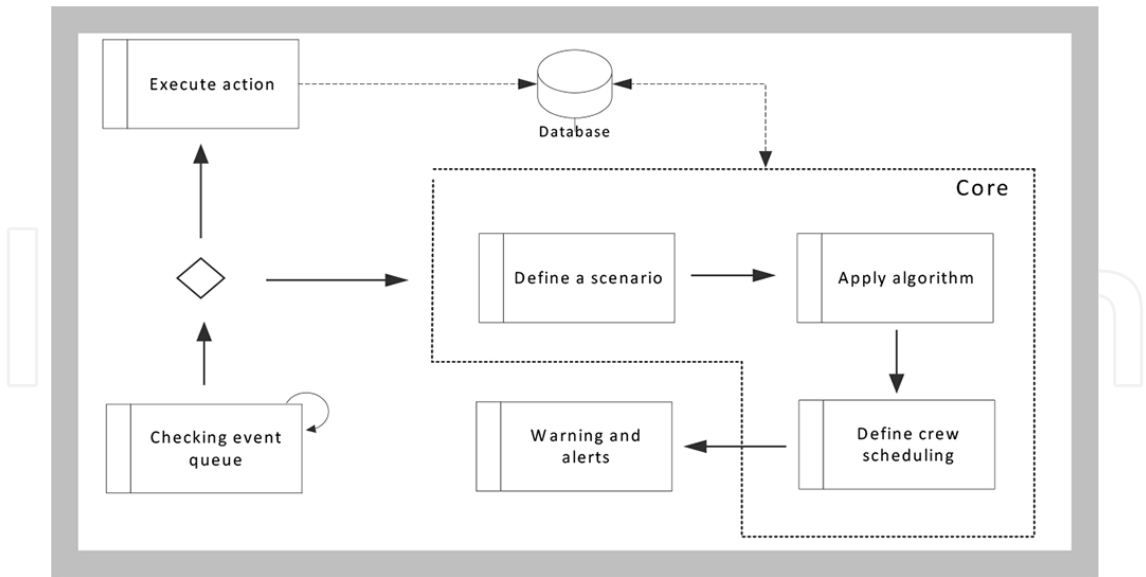 Execute action
Database
Core
Define a scenario
Apply algorithm
Checking event
queue
Warning and
alerts
Define crew
scheduling